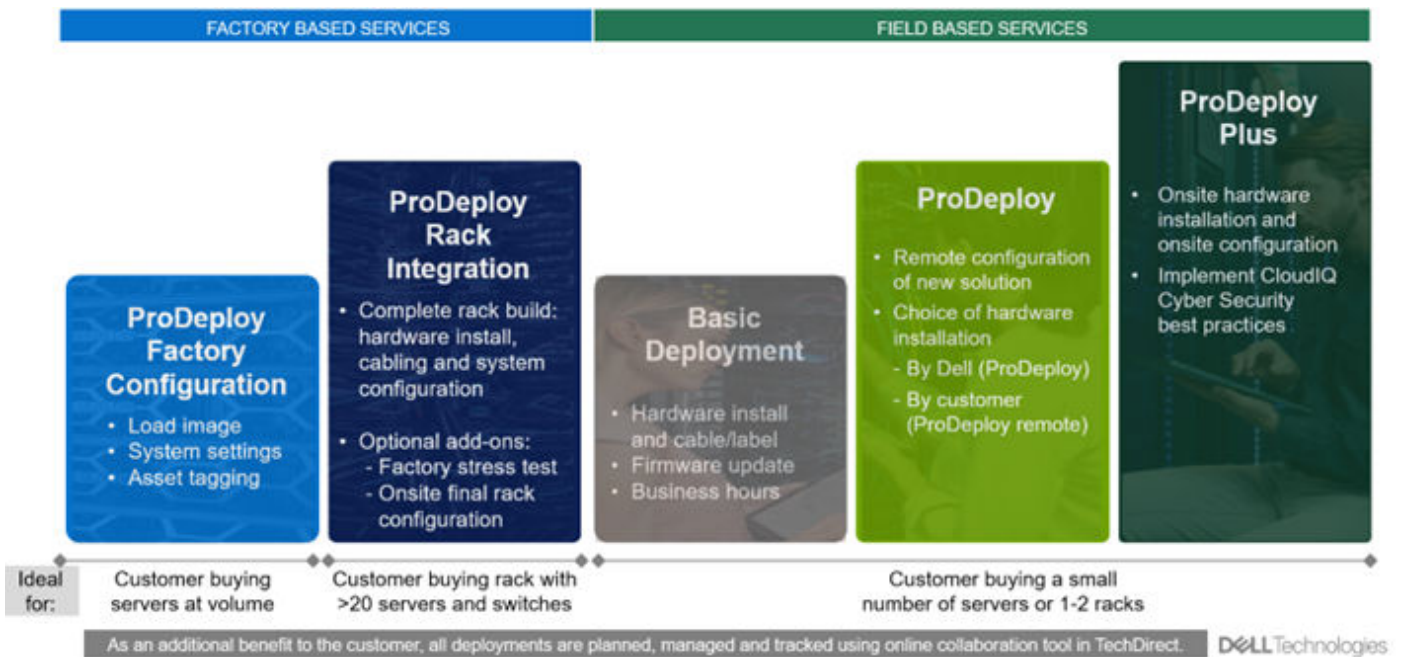 FACTORY BASED SERVICES
FIELD BASED SERVICES
ProDeploy
Factory
Configuration
• Load image
• System settings
• Asset tagging
ProDeploy
Rack
Integration
• Complete rack build:
hardware install,
cabling and system
configuration
• Optional add-ons:
- Factory stress test
- Onsite final rack
configuration
Basic
Deployment
• Hardware install
and cable/label
• Firmware update
• Business hours
ProDeploy
• Remote configuration
of new solution
• Choice of hardware
installation
- By Dell (ProDeploy)
- By customer
(ProDeploy remote)
ProDeploy
Plus
• Onsite hardware
installation and
onsite configuration
• Implement CloudIQ
Cyber Security
best practices
Ideal
for:
Customer buying
servers at volume
Customer buying rack with
>20 servers and switches
Customer buying a small
number of servers or 1-2 racks
As an additional benefit to the customer, all deployments are planned, managed and tracked using online collaboration tool in TechDirect.
DELL Technologies